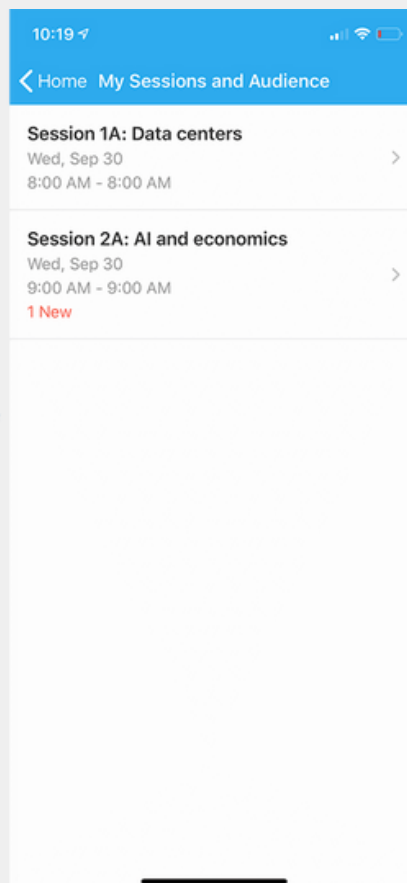 10:19
Home My Sessions and Audience
Session 1A: Data centers
Wed, Sep 30
8:00 AM - 8:00 AM
Session 2A: AI and economics
Wed, Sep 30
9:00 AM - 9:00 AM
1 New